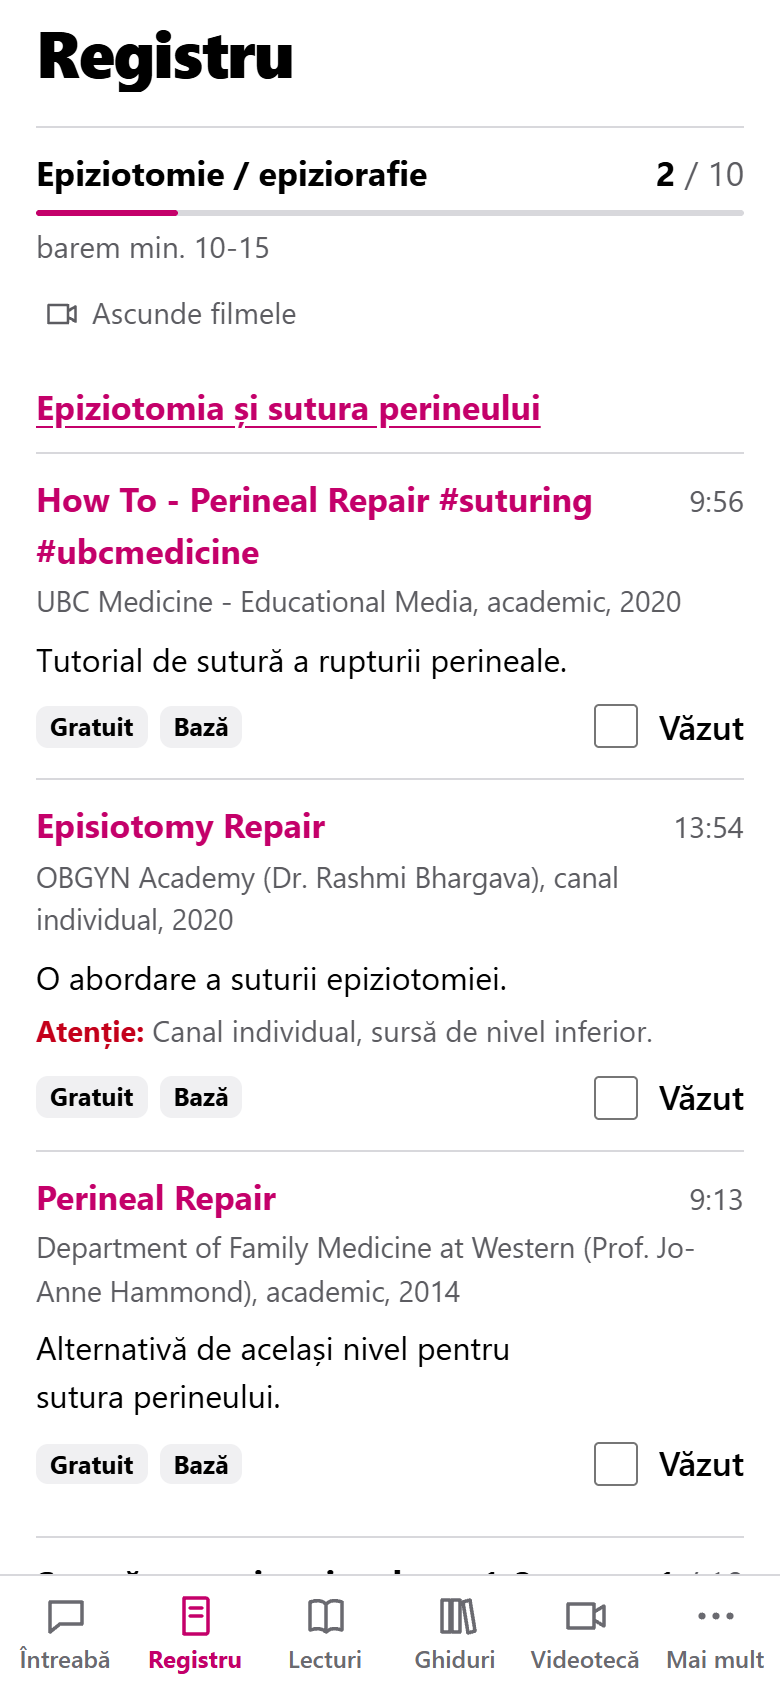 Registru
Epiziotomie / epiziorafie 2 / 10
barem min. 10-15
Ascunde filmele
Epiziotomia și sutura perineului
How To - Perineal Repair #suturing 9:56
#ubcmedicine
UBC Medicine - Educational Media, academic, 2020
Tutorial de sutură a rupturii perineale.
Gratuit Bază Văzut
Episiotomy Repair 13:54
OBGYN Academy (Dr. Rashmi Bhargava), canal
individual, 2020
O abordare a suturii epiziotomiei.
Atenție: Canal individual, sursă de nivel inferior.
Gratuit Bază Văzut
Perineal Repair 9:13
Department of Family Medicine at Western (Prof. Jo-
Anne Hammond), academic, 2014
Alternativă de același nivel pentru
sutura perineului.
Gratuit Bază Văzut
Întreabă Registru Lecturi Ghiduri Videotecă Mai mult